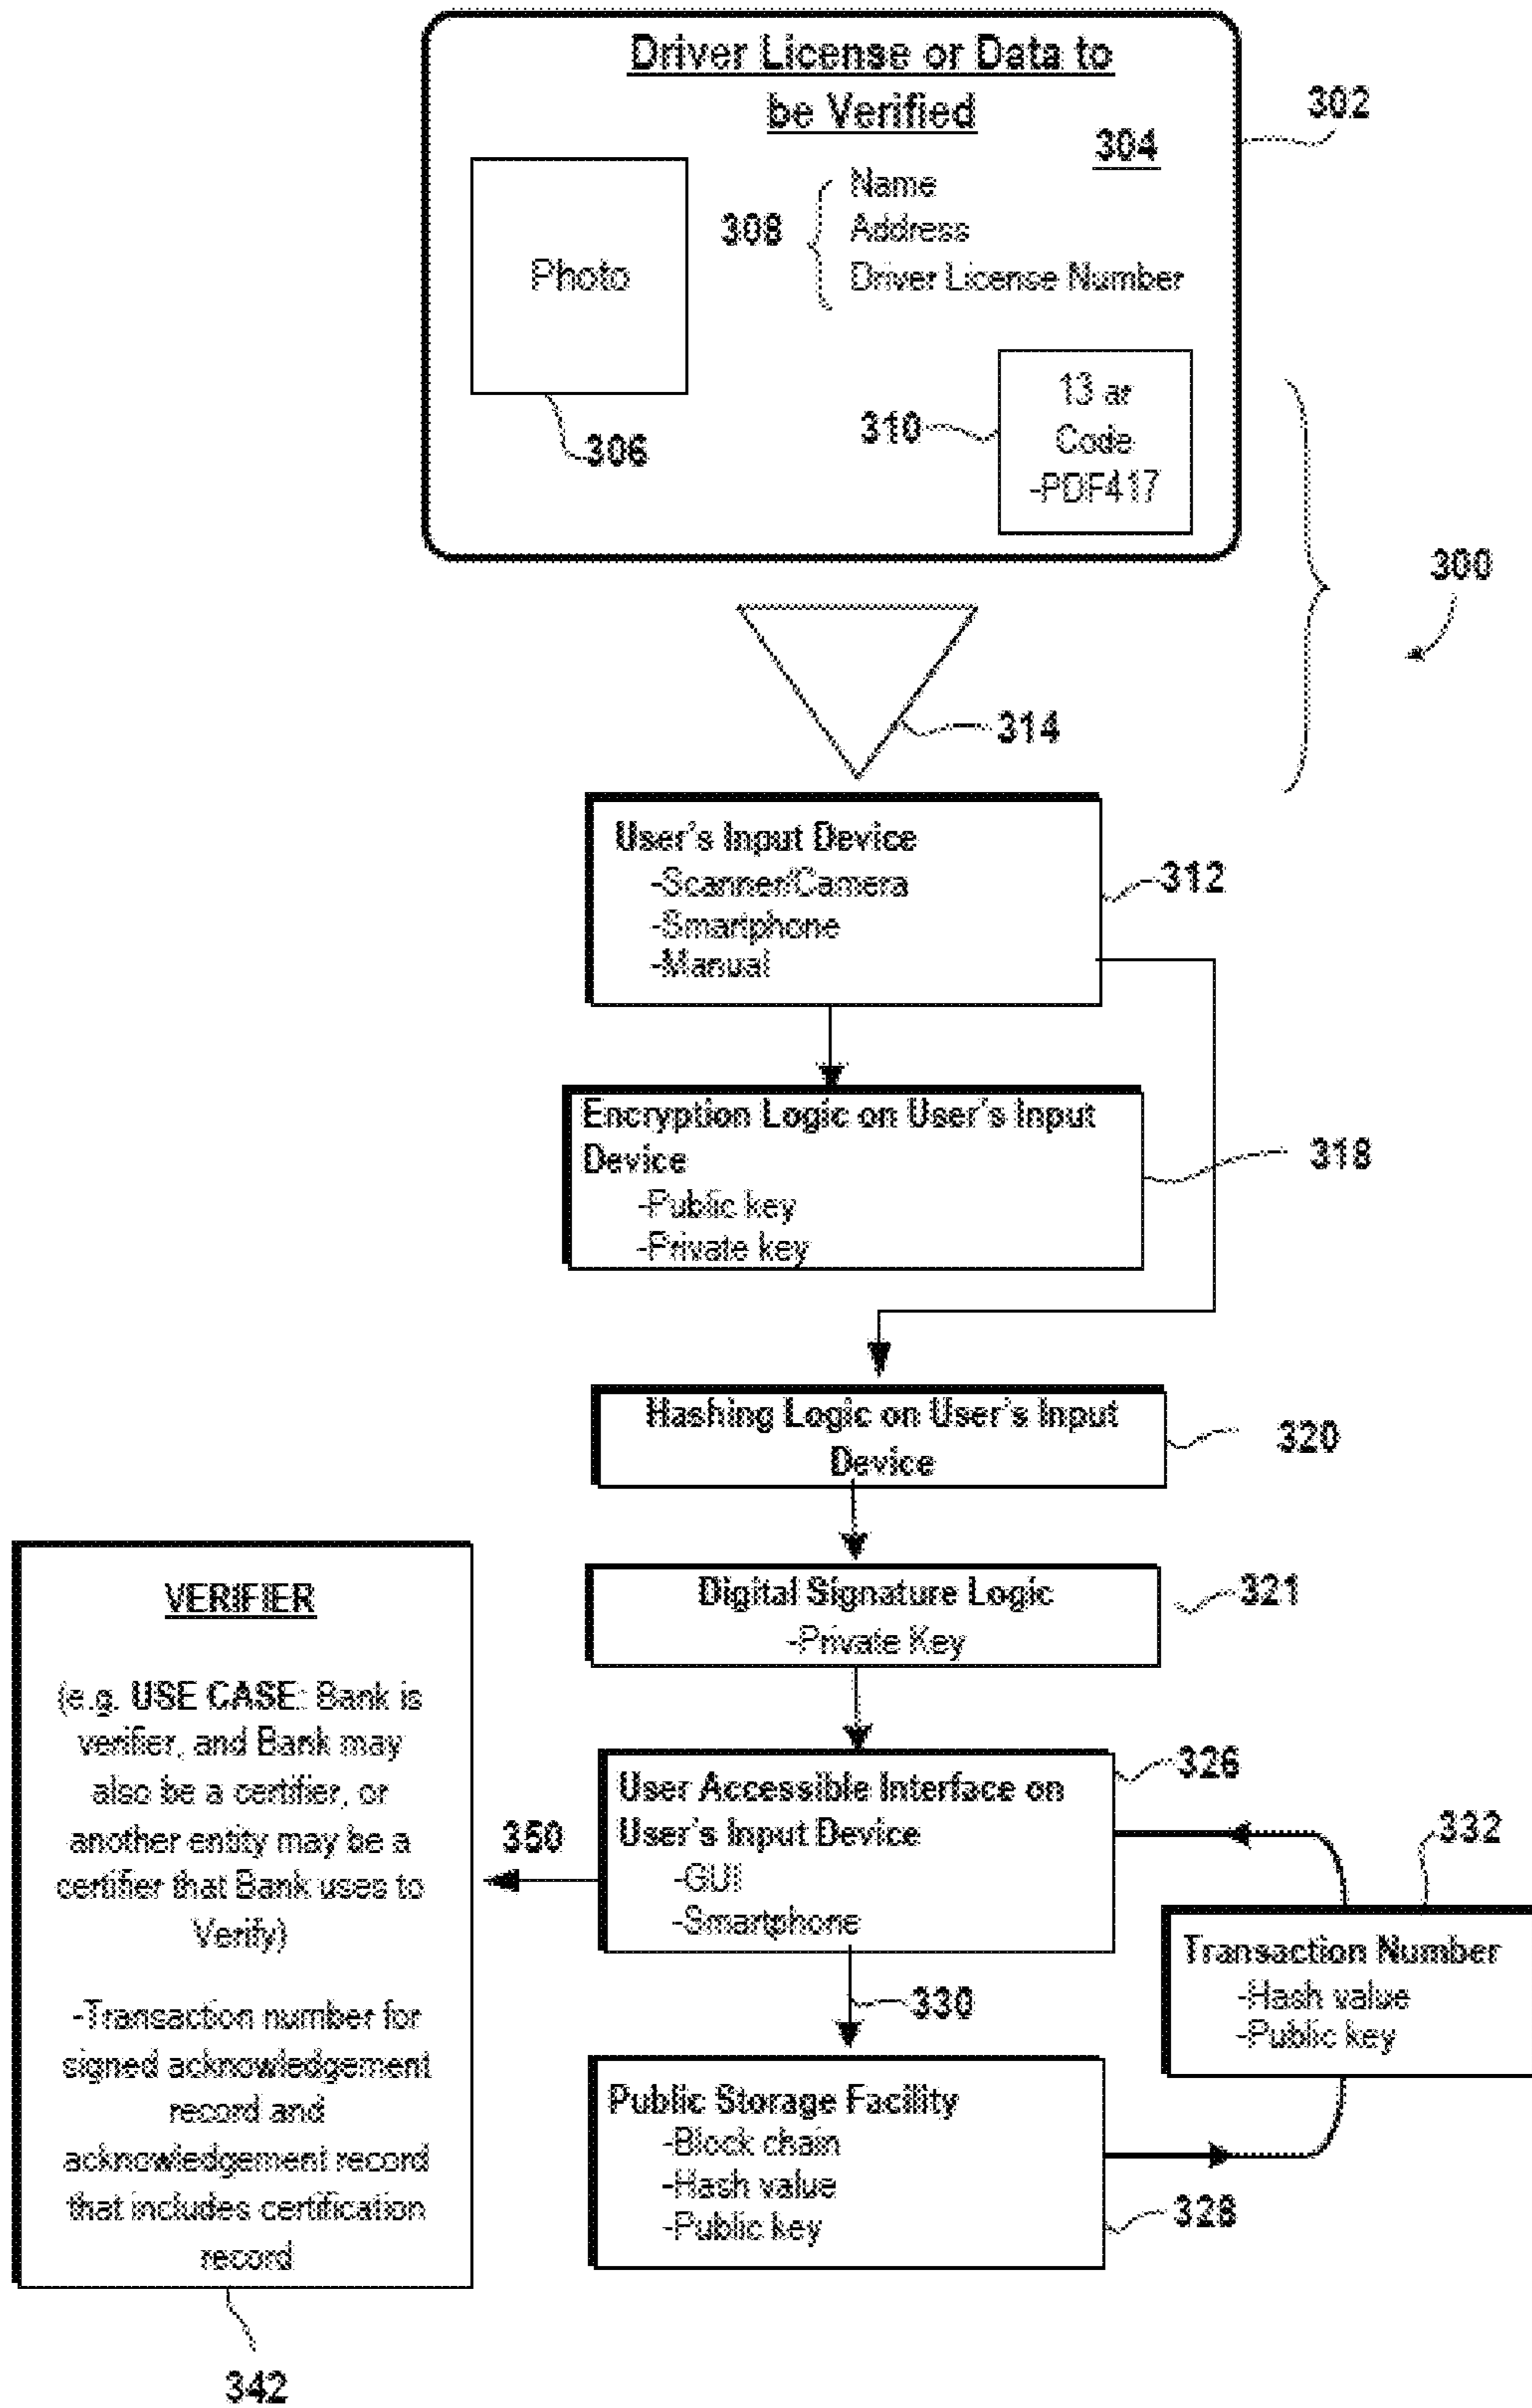 Driver License or Data to
be Verified
302
304
Name
308
Address
Driver License Number
Photo
306
310
13 ar
Code
-PDF417
300
314
User's Input Device
-Scanner/Camera
-Smartphone
-Manual
312
Encryption Logic on User's Input
Device
-Public key
-Private key
318
Hashing Logic on User's Input
Device
320
Digital Signature Logic
-Private Key
321
VERIFIER
(e.g. USE CASE: Bank is
verifier, and Bank may
also be a certifier, or
another entity may be a
certifier that Bank uses to
Verify)
-Transaction number for
signed acknowledgement
record and
acknowledgement record
that includes certification
record
342
350
User Accessible Interface on
User's Input Device
-GUI
-Smartphone
326
332
Transaction Number
-Hash value
-Public key
330
Public Storage Facility
-Block chain
-Hash value
-Public key
328